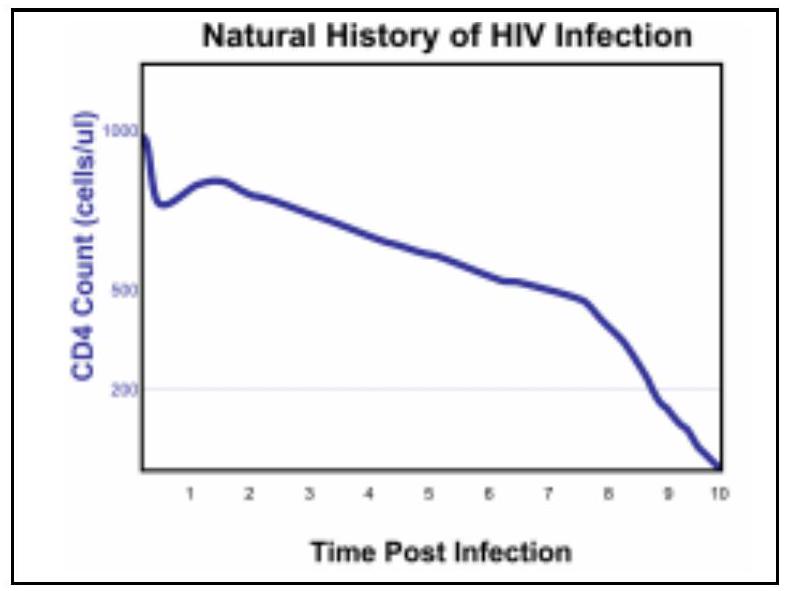 Natural History of HIV Infection
CD4 Count (cells/ul)
1000
500
200
1 2 3 4 5 6 7 8 9 10
Time Post Infection